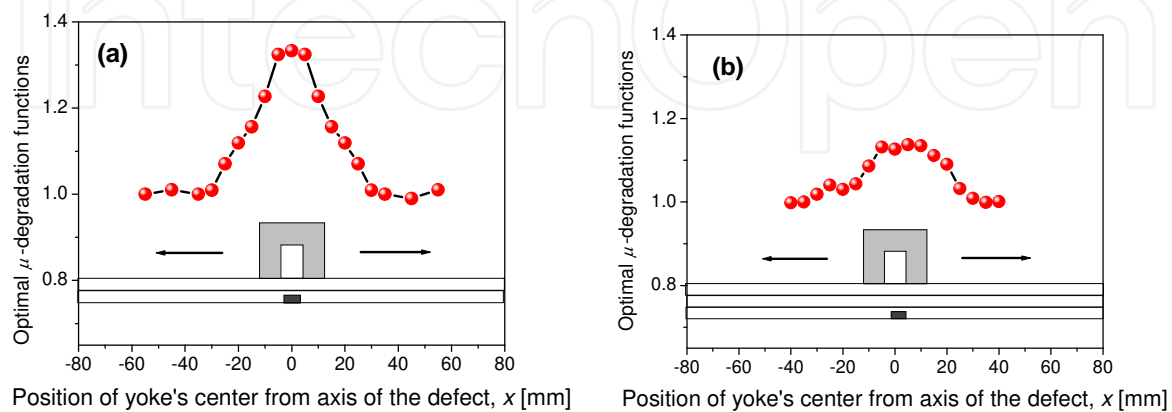 IntechOpen
(a)
1.4
1.2
1.0
0.8
Optimal μ-degradation functions
-80 -60 -40 -20 0 20 40 60 80
Position of yoke's center from axis of the defect, x [mm]
(b)
1.4
1.2
1.0
0.8
Optimal μ-degradation functions
-80 -60 -40 -20 0 20 40 60 80
Position of yoke's center from axis of the defect, x [mm]